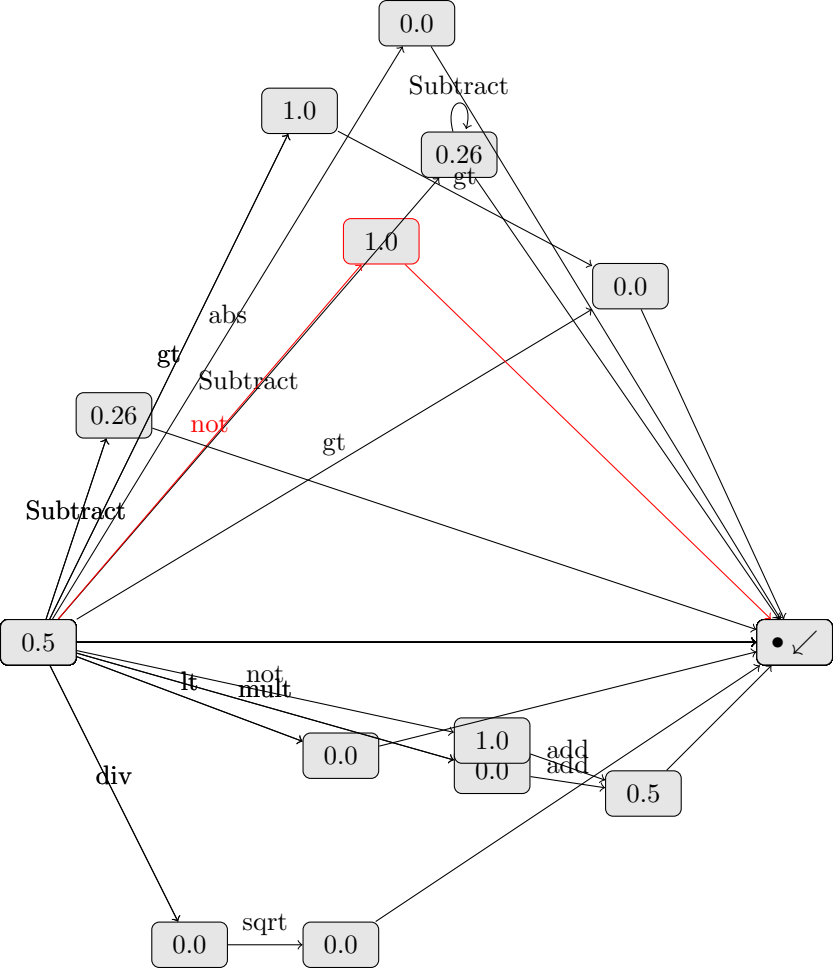 0.0
Subtract
1.0
0.26
gt
1.0
0.0
abs
gt
Subtract
0.26
not
gt
Subtract
0.5
• ↙
not
lt
mult
1.0
0.0
add
0.0
add
div
0.5
sqrt
0.0
0.0